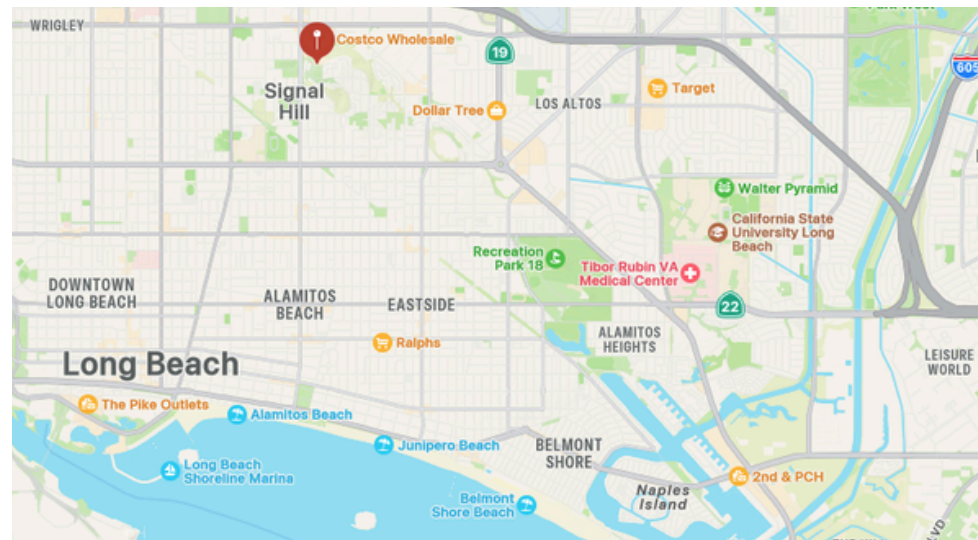 WRIGLEY
Costco Wholesale
19
605
Signal
Hill
Dollar Tree
LOS ALTOS
Target
Walter Pyramid
California State
University Long
Beach
Recreation
Park 18
Tibor Rubin VA
Medical Center
DOWNTOWN
LONG BEACH
ALAMITOS
BEACH
EASTSIDE
22
ALAMITOS
HEIGHTS
LEISURE
WORLD
Ralphs
Long Beach
The Pike Outlets
Alamitos Beach
Junipero Beach
BELMONT
SHORE
Long Beach
Shoreline Marina
2nd & PCH
Naples
Island
Belmont
Shore Beach